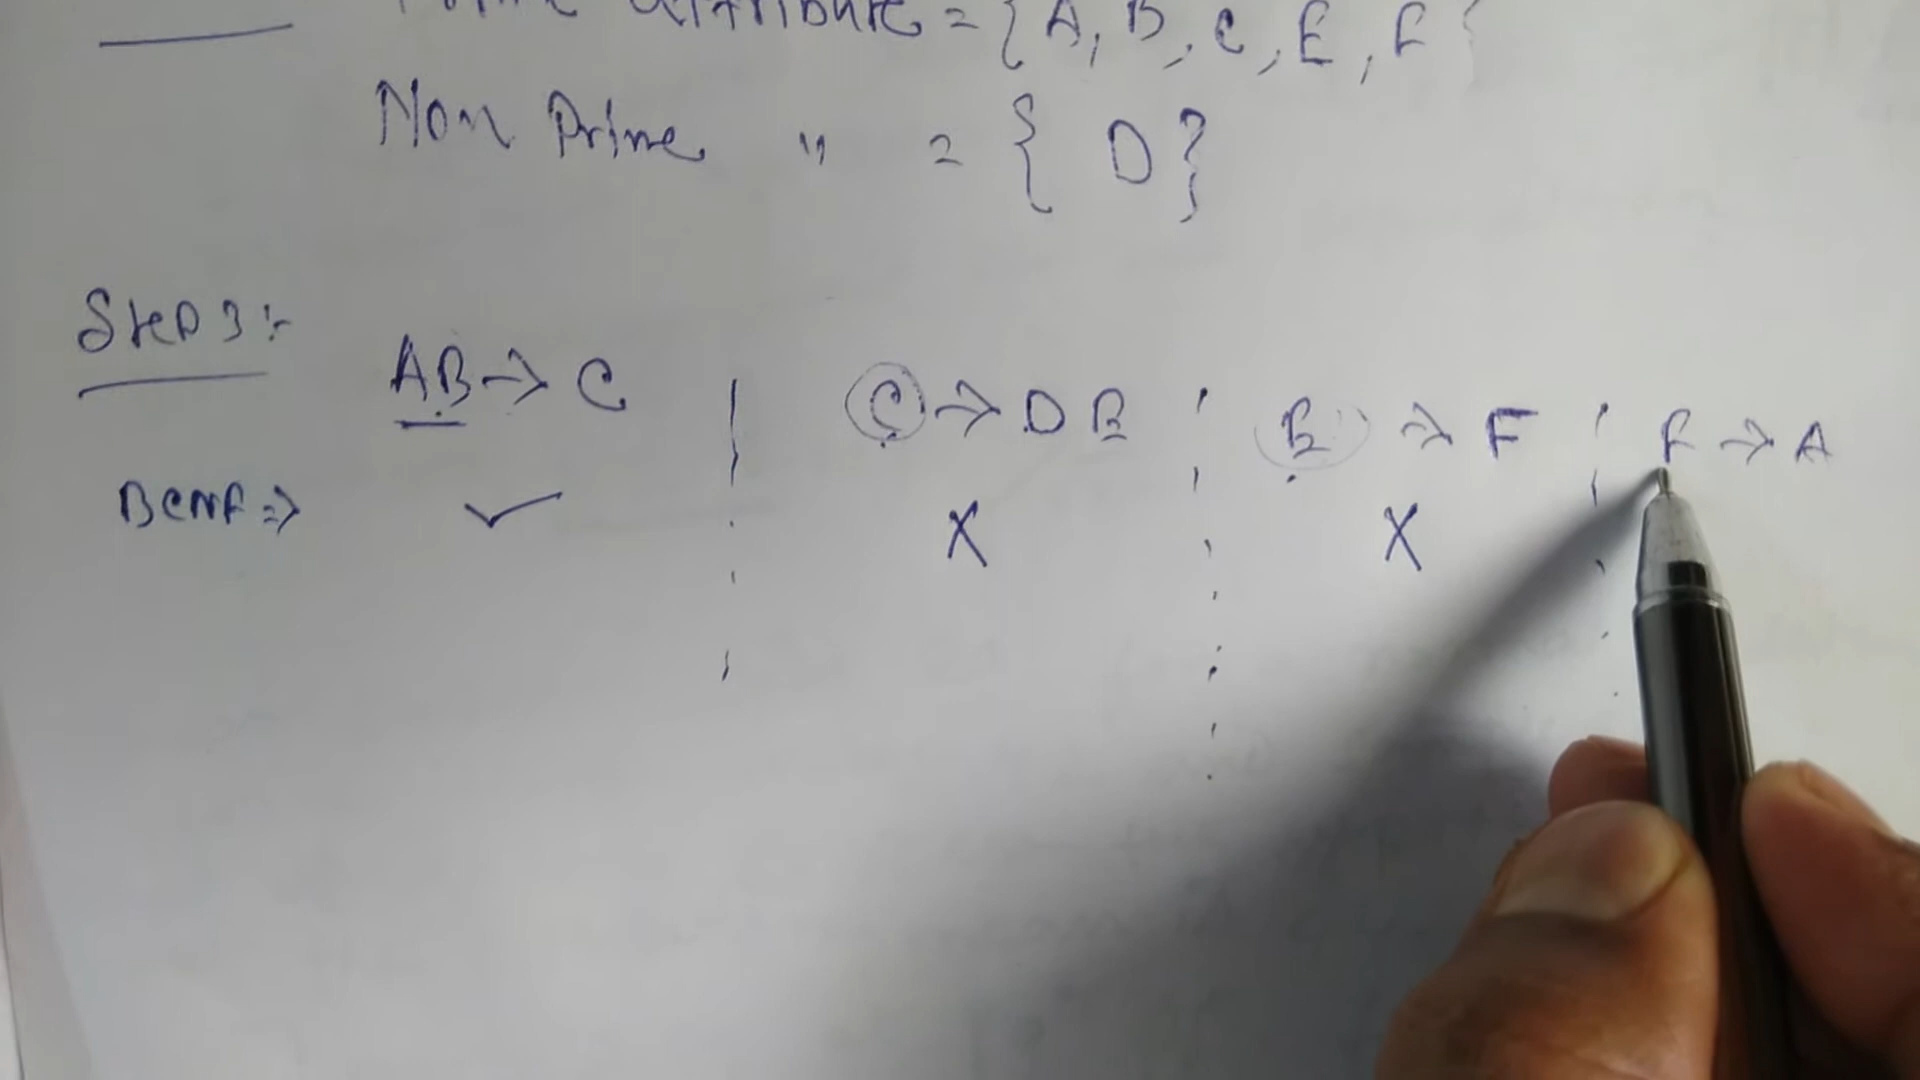 Attribute = {A, B, C, E, F}
Non Prime " = { D }
Step 3:-
AB → C | C → DE | E → F | F → A
BCNF ⇒ ✓ X X